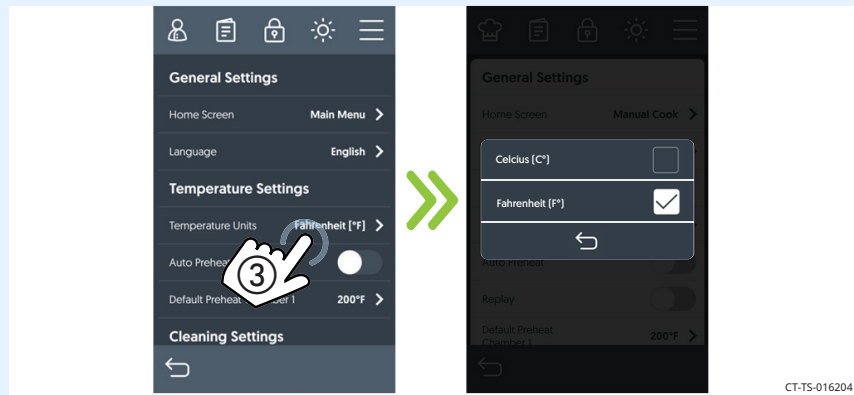 General Settings
Home Screen Main Menu
Language English
Temperature Settings
Temperature Units Fahrenheit [°F]
Auto Preheat
3
Default Preheat Chamber 1 200°F
Cleaning Settings
General Settings
Home Screen Manual Cook
Celcius (C°)
Fahrenheit (F°)
Auto Preheat
Replay
Default Preheat
Chamber 1 200°F
CT-TS-016204